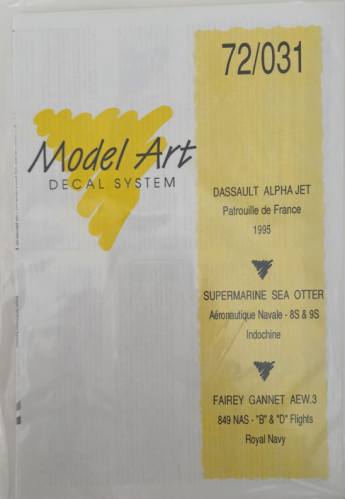 72/031
Model Art
DECAL SYSTEM
DASSAULT ALPHA JET
Patrouille de France
1995
SUPERMARINE SEA OTTER
Aéronautique Navale - 8S & 9S
Indochine
FAIREY GANNET AEW.3
849 NAS - "B" & "D" Flights
Royal Navy